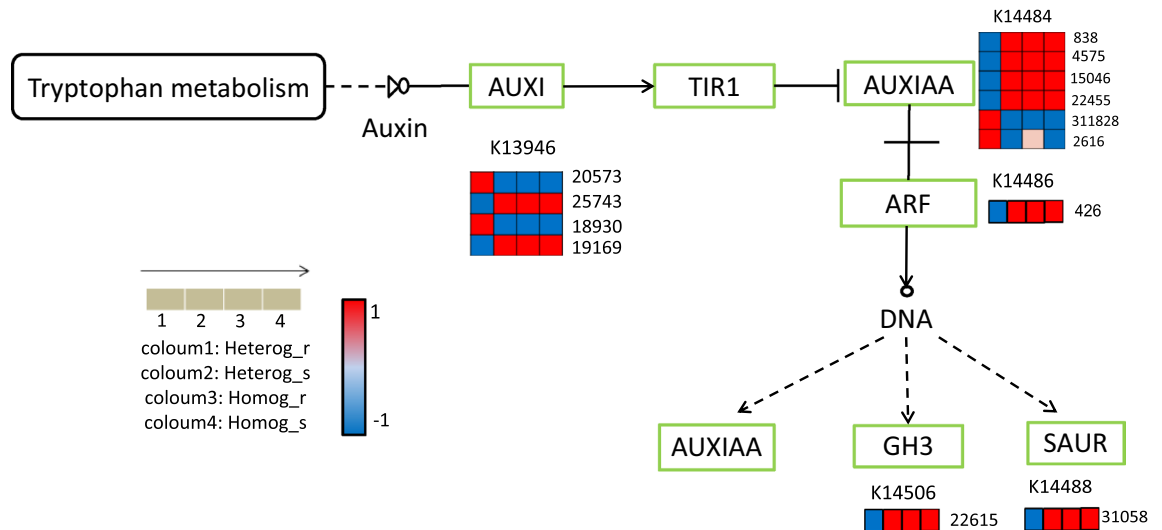 K14484
838
4575
15046
22455
311828
2616
Tryptophan metabolism
Auxin
AUXI
TIR1
AUXIAA
K13946
20573
25743
18930
19169
K14486
ARF
426
1 2 3 4
coloum1: Heterog_r
coloum2: Heterog_s
coloum3: Homog_r
coloum4: Homog_s
1
-1
DNA
AUXIAA
GH3
SAUR
K14506
22615
K14488
31058